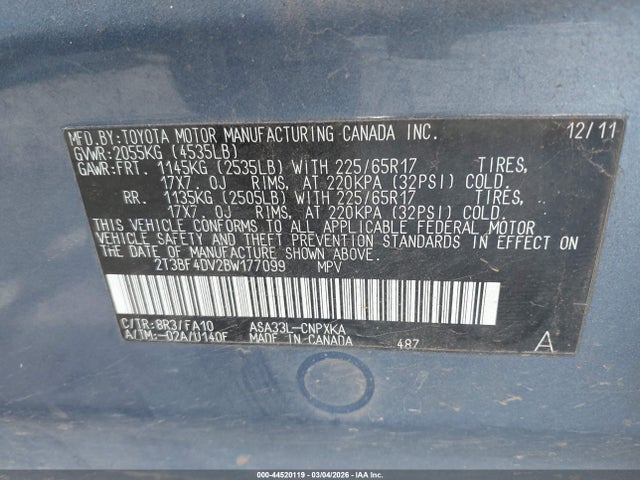 MFD.BY:TOYOTA MOTOR MANUFACTURING CANADA INC. 12/11
GVWR:2055KG (4535LB)
GAWR:FRT. 1145KG (2535LB) WITH 225/65R17 TIRES,
17X7.0J RIMS, AT 220KPA (32PSI) COLD.
RR. 1135KG (2505LB) WITH 225/65R17 TIRES,
17X7.0J RIMS, AT 220KPA (32PSI) COLD.
THIS VEHICLE CONFORMS TO ALL APPLICABLE FEDERAL MOTOR
VEHICLE SAFETY AND THEFT PREVENTION STANDARDS IN EFFECT ON
THE DATE OF MANUFACTURE SHOWN ABOVE.
2T3BF4DV2BW177099 MPV
C/TR:8R3/FA10 ASA33L-CNPXKA
A/TM:-02A/U140F MADE IN CANADA 487 A
000-44520119 | 03/04/2026 | IAA Inc.